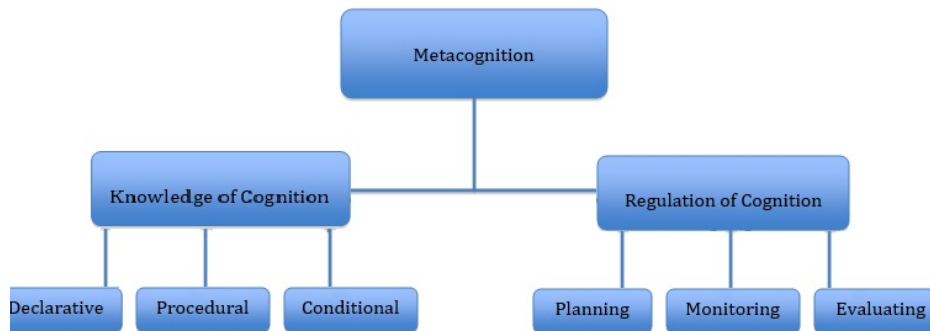 Metacognition
Knowledge of Cognition
Regulation of Cognition
Declarative
Procedural
Conditional
Planning
Monitoring
Evaluating